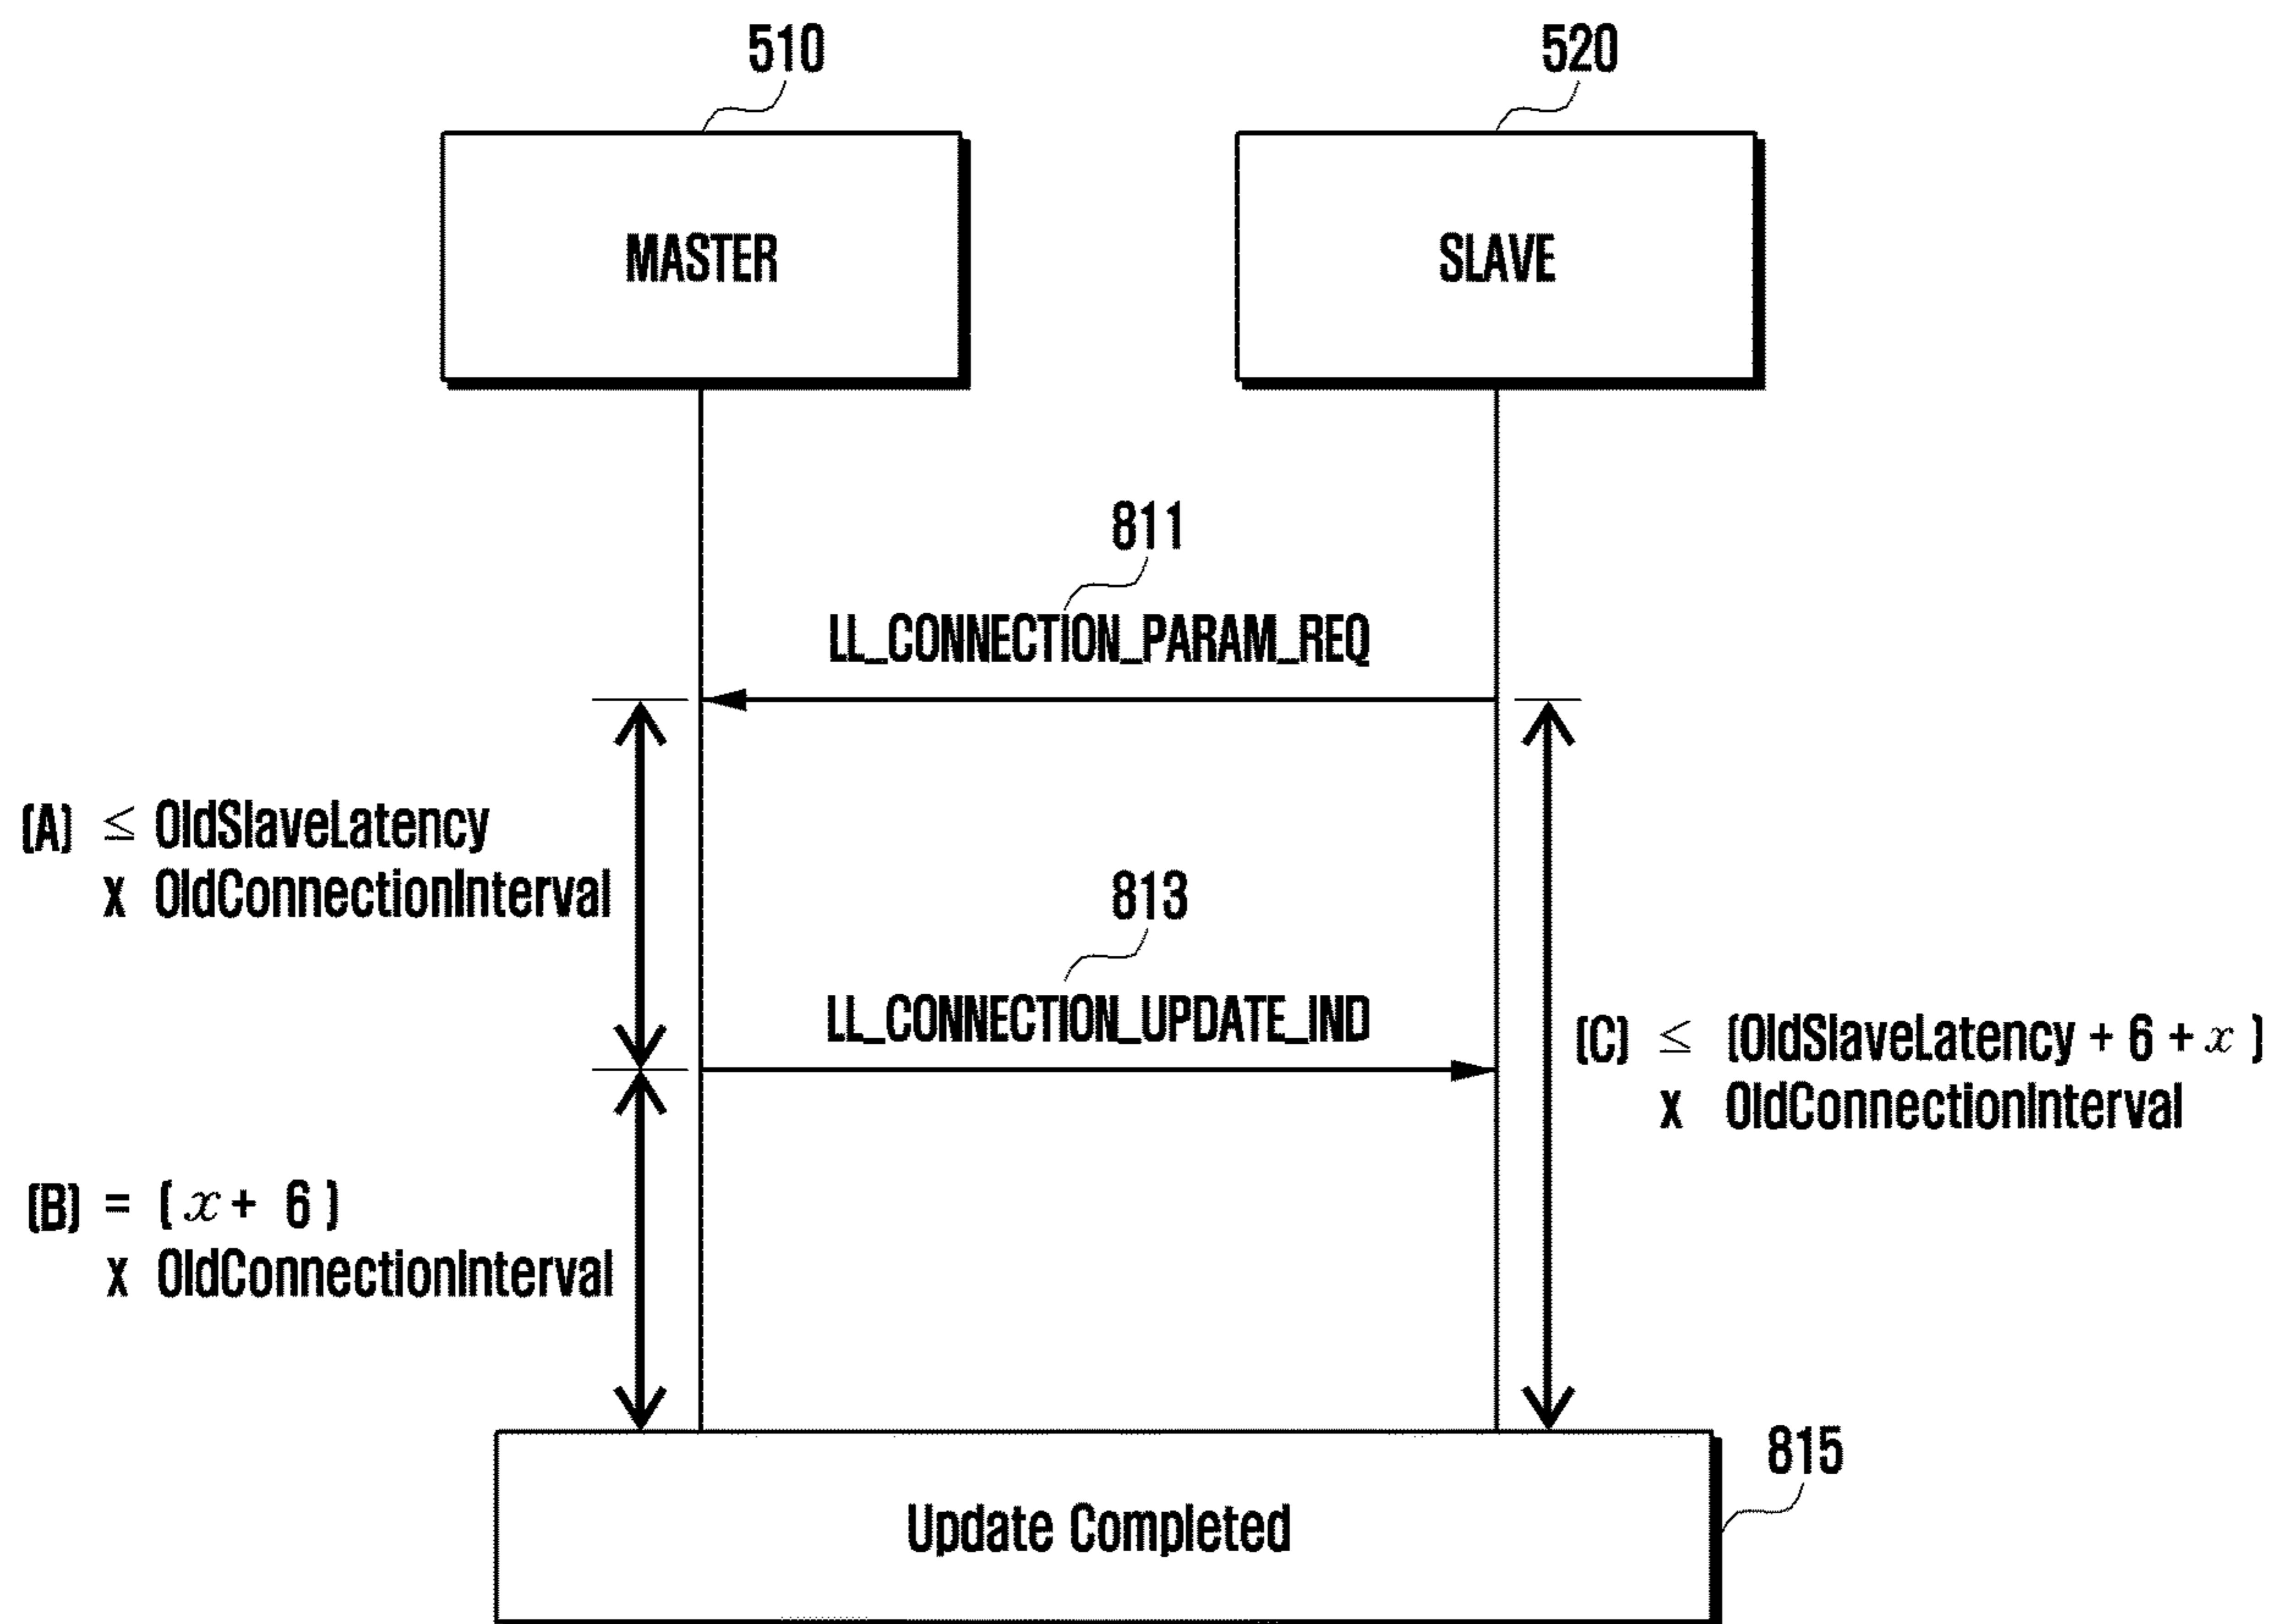 510
520
MASTER
SLAVE
811
LL_CONNECTION_PARAM_REQ
(A) ≤ OldSlaveLatency
x OldConnectionInterval
813
LL_CONNECTION_UPDATE_IND
(C) ≤ (OldSlaveLatency + 6 + x )
x OldConnectionInterval
(B) = ( x + 6 )
x OldConnectionInterval
815
Update Completed